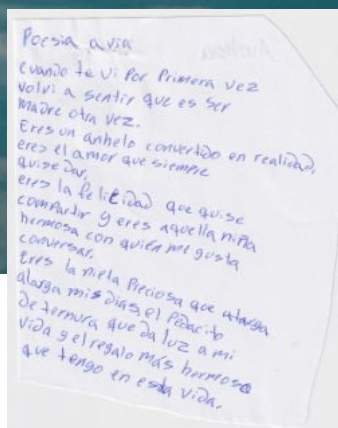 Poesia a via
cuando te vi Por Primera vez
volvi a sentir que es ser
madre otra vez.
Eres un anhelo convertido en realidad,
eres el amor que siempre
quise dar,
eres la felicidad que quise
compartir y eres aquella niña
hermosa con quien me gusta
conversar.
Eres la nieta Preciosa que alarga
alarga mis dias, el Pedacito
de ternura que da luz a mi
vida y el regalo más hermoso
que tengo en esta vida.